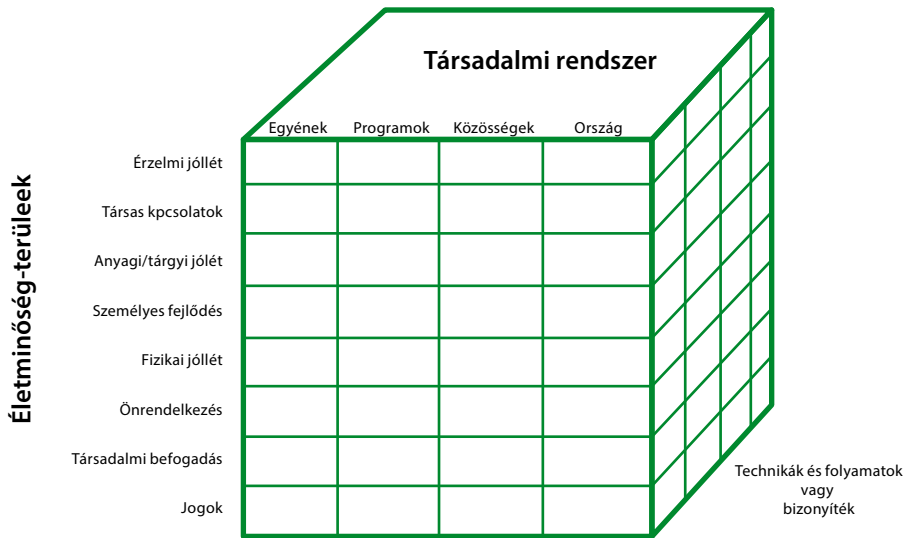 Társadalmi rendszer
Egyének Programok Közösségek Ország
Életminőség-terüleek
Érzelmi jóllét
Társas kpcsolatok
Anyagi/tárgyi jólét
Személyes fejlődés
Fizikai jóllét
Önrendelkezés
Társadalmi befogadás
Jogok
Technikák és folyamatok
vagy
bizonyíték